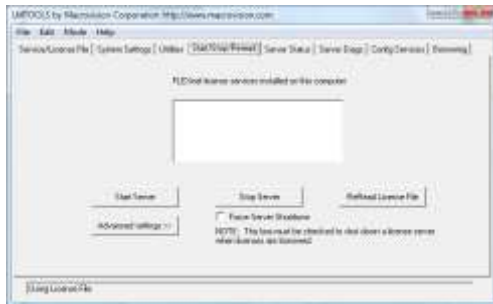 LMTOOLS by Macrovision Corporation http://www.macrovision.com
File Edit Mode Help
Service/License File System Settings Utilities Start/Stop/Reread Server Status Server Diags Config Services Borrowing
FLEXnet license services installed on this computer
Start Server Stop Server ReRead License File
Advanced settings >> Force Server Shutdown
NOTE: This box must be checked to shut down a license server
when licenses are borrowed.
Using License File